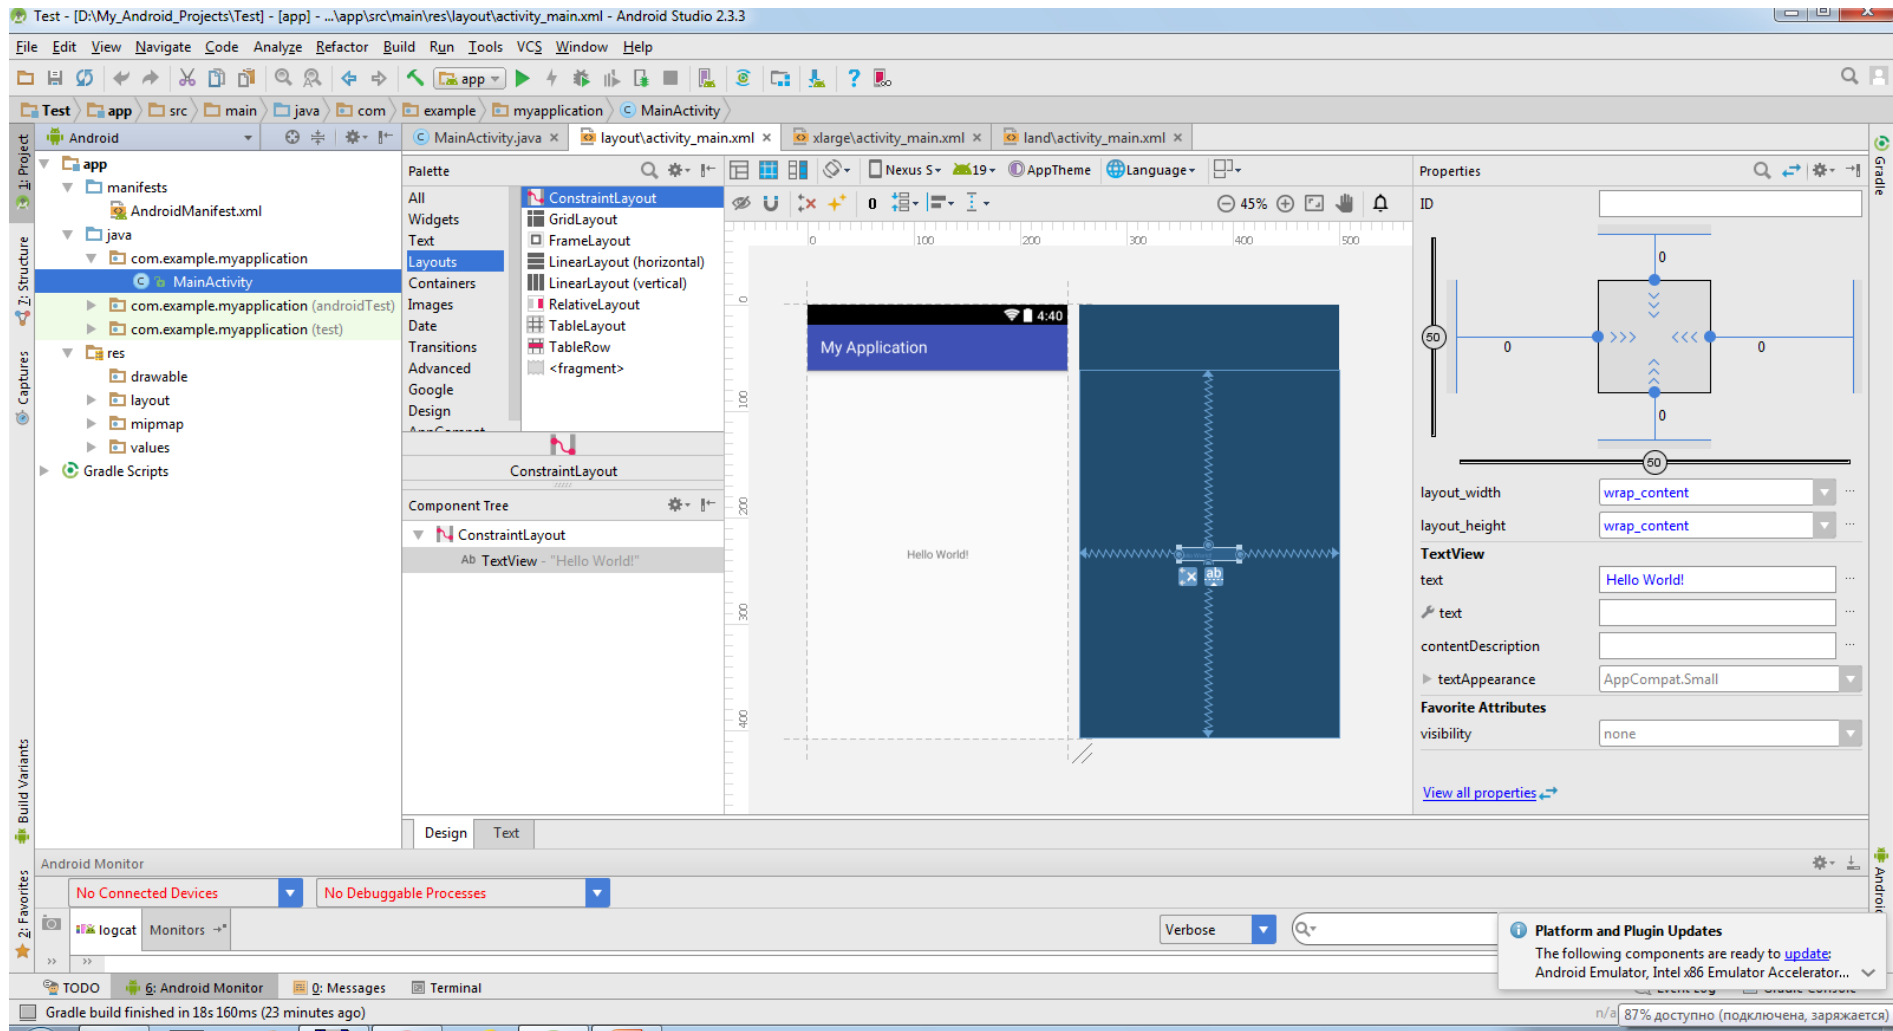 Test - [D:\My_Android_Projects\Test] - [app] - ...\app\src\main\res\layout\activity_main.xml - Android Studio 2.3.3
File Edit View Navigate Code Analyze Refactor Build Run Tools VCS Window Help
app
Test app src main java com example myapplication MainActivity
Android
MainActivity.java layout\activity_main.xml xlarge\activity_main.xml land\activity_main.xml
1: Project
7: Structure
Captures
Build Variants
2: Favorites
app
manifests
AndroidManifest.xml
java
com.example.myapplication
MainActivity
com.example.myapplication (androidTest)
com.example.myapplication (test)
res
drawable
layout
mipmap
values
Gradle Scripts
Palette
All
Widgets
Text
Layouts
Containers
Images
Date
Transitions
Advanced
Google
Design
ConstraintLayout
GridLayout
FrameLayout
LinearLayout (horizontal)
LinearLayout (vertical)
RelativeLayout
TableLayout
TableRow
<fragment>
ConstraintLayout
Component Tree
ConstraintLayout
Ab TextView - "Hello World!"
Nexus S 19 AppTheme Language
0 45%
0 100 200 300 400 500
0
100
200
300
400
4:40
My Application
Hello World!
ab
Design Text
Properties
ID
0
50 0 0
0
50
layout_width wrap_content
layout_height wrap_content
TextView
text Hello World!
text
contentDescription
textAppearance AppCompat.Small
Favorite Attributes
visibility none
View all properties
Gradle
Android Monitor
No Connected Devices No Debuggable Processes
logcat Monitors
Verbose
Platform and Plugin Updates
The following components are ready to update:
Android Emulator, Intel x86 Emulator Accelerator...
TODO 6: Android Monitor 0: Messages Terminal
Gradle build finished in 18s 160ms (23 minutes ago)
n/a
87% доступно (подключена, заряжается)